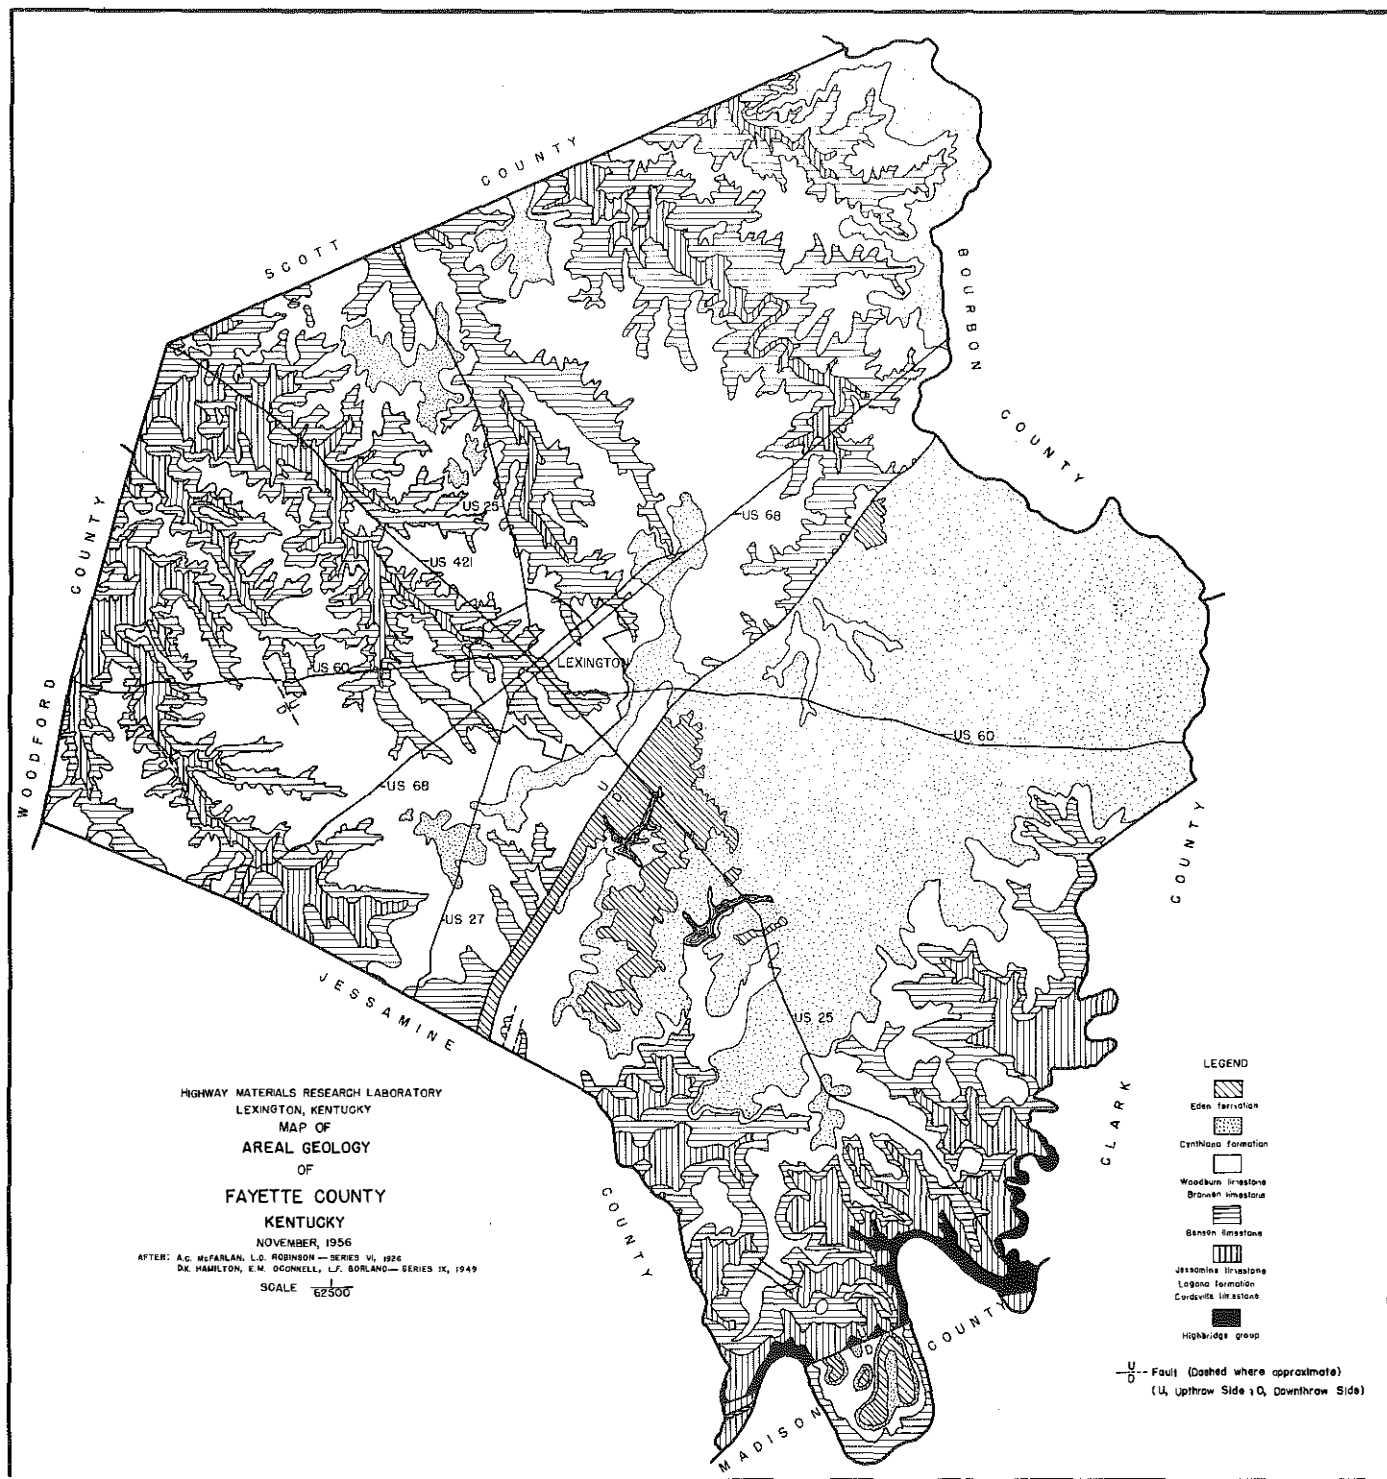 SCOTT COUNTY
BOURBON COUNTY
WOODFORD COUNTY
US 25
US 68
US 421
US 60
LEXINGTON
US 60
US 68
U
D
US 27
US 25
JESSAMINE COUNTY
CLARK COUNTY
MADISON COUNTY
D
HIGHWAY MATERIALS RESEARCH LABORATORY
LEXINGTON, KENTUCKY
MAP OF
AREAL GEOLOGY
OF
FAYETTE COUNTY
KENTUCKY
NOVEMBER, 1956
AFTER: A.C. McFARLAN, L.O. ROBINSON — SERIES VI, 1926
D.K. HAMILTON, E.M. OCONNELL, L.F. BORLAND — SERIES IX, 1949
SCALE 1/62500
LEGEND
Eden formation
Cynthiana formation
Woodburn limestone
Brannon limestone
Benson limestone
Jessamine limestone
Logana formation
Curdsville limestone
Highbridge group
U/D -- Fault (Dashed where approximate)
(U, Upthrow Side ; D, Downthrow Side)